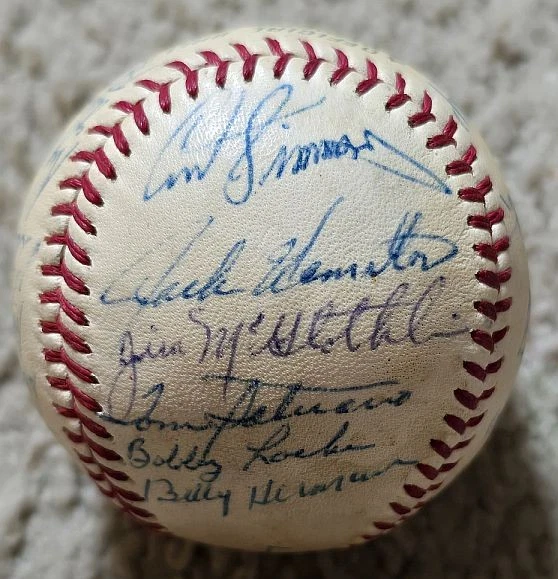 Curt Simmons
Jack Hamilton
Jim McGlothlin
Tom Satriano
Bobby Locke
Billy Herman